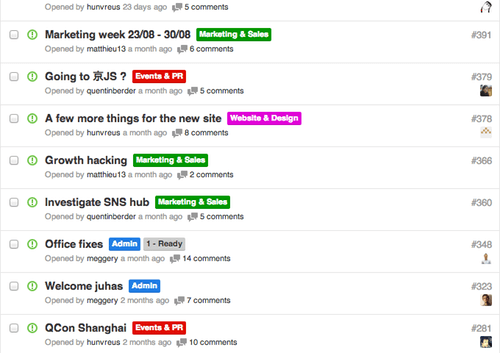 Opened by hunvreus 23 days ago 5 comments
Marketing week 23/08 - 30/08 Marketing & Sales #391
Opened by matthieu13 a month ago 6 comments
Going to 京JS ? Events & PR #379
Opened by quentinberder a month ago 5 comments
A few more things for the new site Website & Design #378
Opened by hunvreus a month ago 8 comments
Growth hacking Marketing & Sales #366
Opened by matthieu13 a month ago 2 comments
Investigate SNS hub Marketing & Sales #360
Opened by quentinberder a month ago 5 comments
Office fixes Admin 1 - Ready #348
Opened by meggery a month ago 14 comments
Welcome juhas Admin #323
Opened by meggery 2 months ago 7 comments
QCon Shanghai Events & PR #281
Opened by hunvreus 2 months ago 10 comments